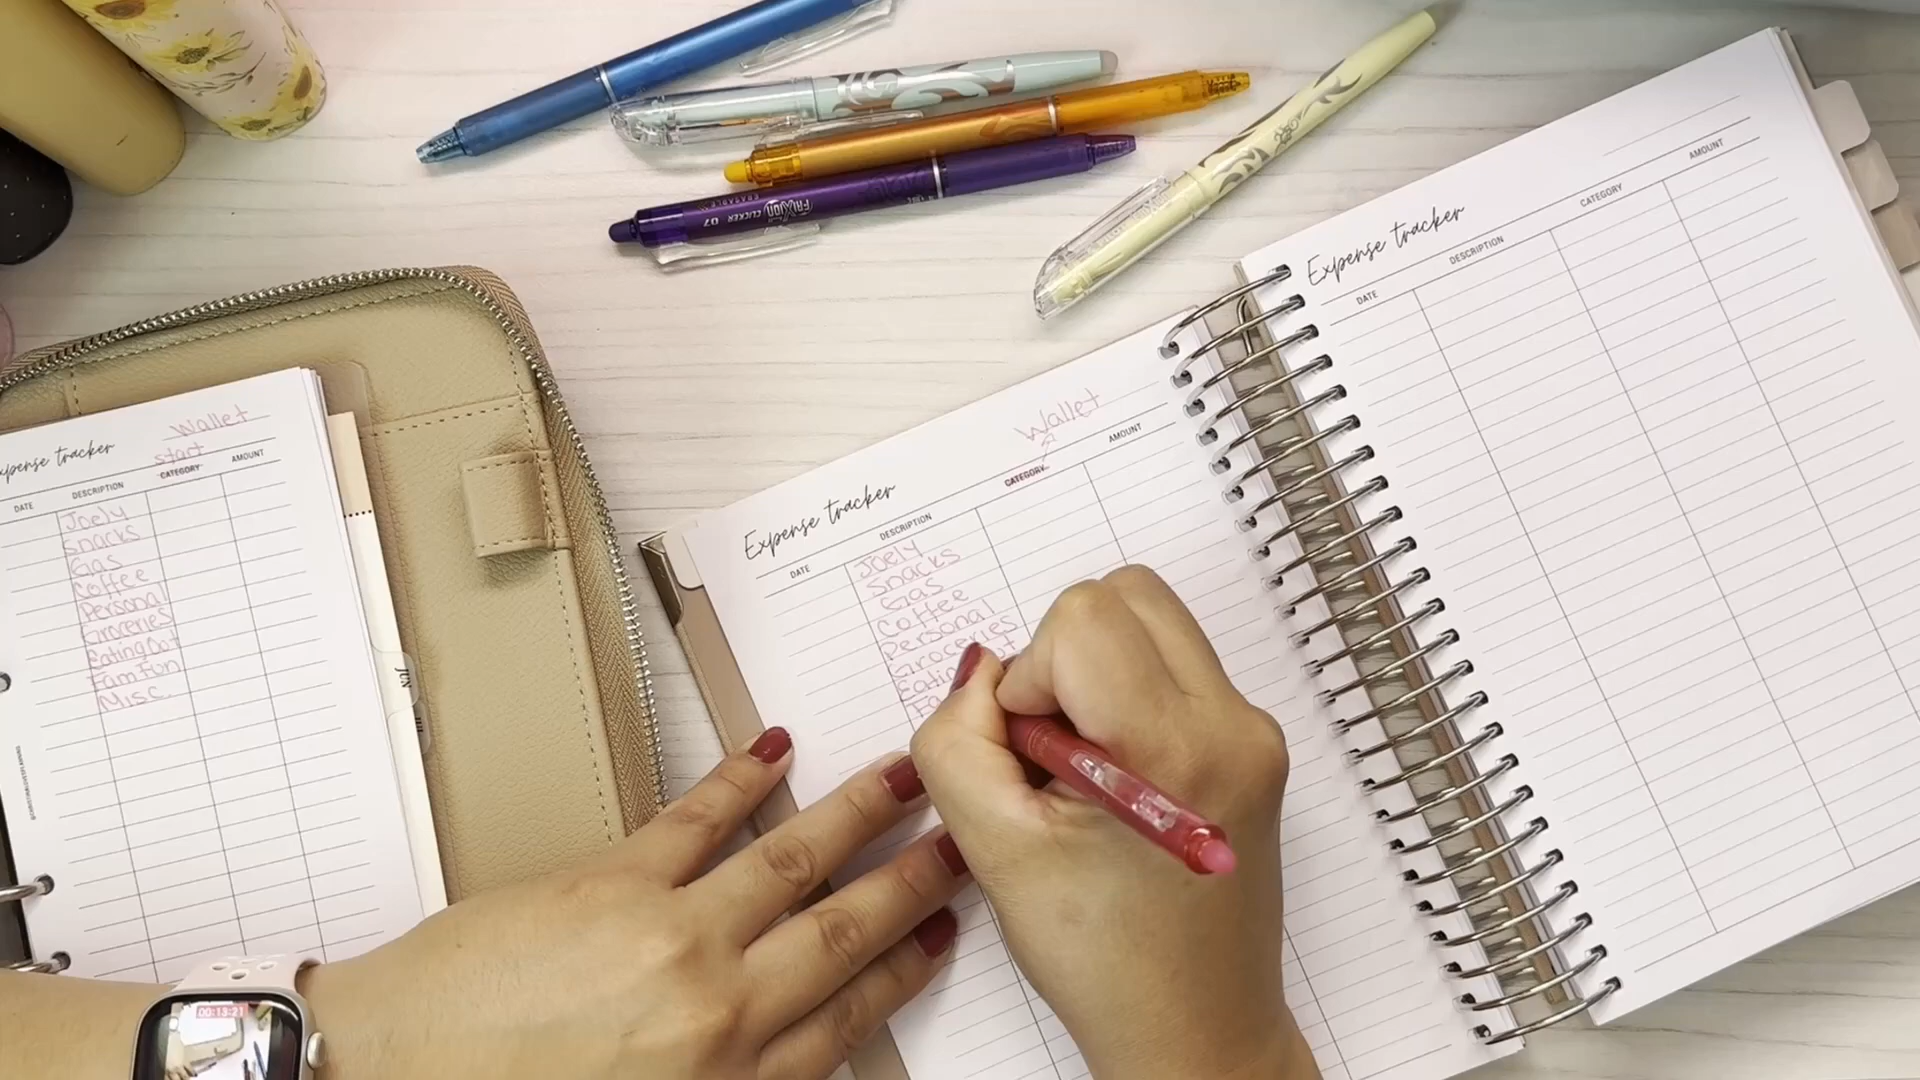 FRIXION CLICKER 07
ERASABLE
Wallet
Expense tracker
start
DATE
DESCRIPTION
CATEGORY
AMOUNT
Joely
Snacks
Gas
Coffee
Personal
Groceries
Eating Out
Fam Fun
Misc.
JUN
Wallet
Expense tracker
DATE
DESCRIPTION
CATEGORY
AMOUNT
Joely
Snacks
Gas
Coffee
Personal
Groceries
Expense tracker
DATE
DESCRIPTION
CATEGORY
AMOUNT
00:13:21